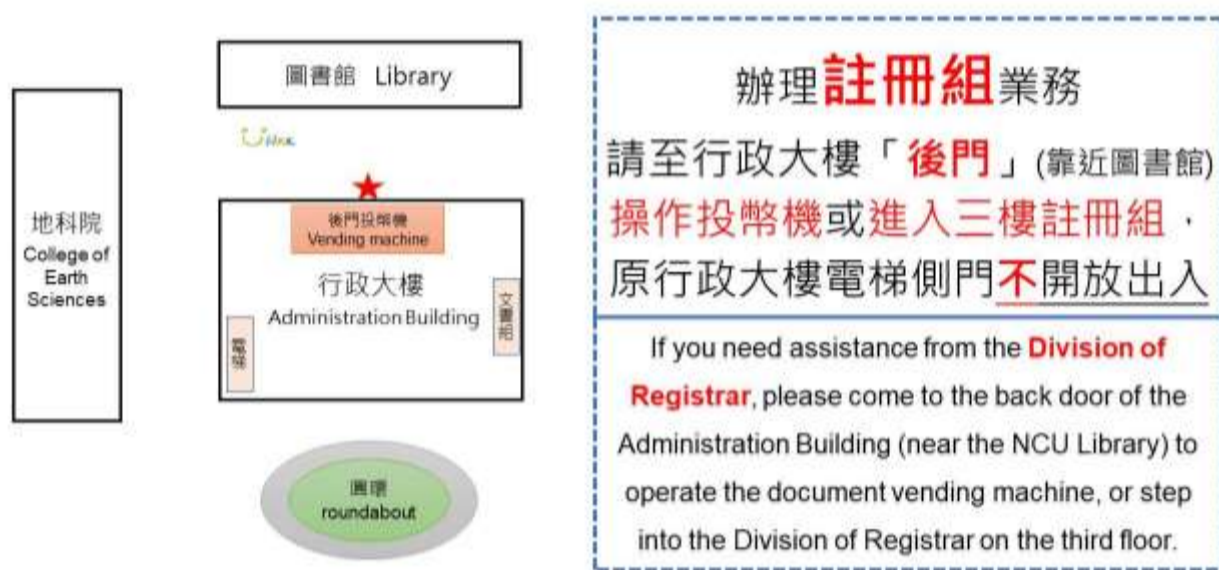 圖書館 Library
地科院
College of
Earth
Sciences
後門投幣機
Vending machine
行政大樓
Administration Building
電梯
文書組
圓環
roundabout
辦理註冊組業務
請至行政大樓「後門」(靠近圖書館)
操作投幣機或進入三樓註冊組，
原行政大樓電梯側門不開放出入
If you need assistance from the Division of
Registrar, please come to the back door of the
Administration Building (near the NCU Library) to
operate the document vending machine, or step
into the Division of Registrar on the third floor.